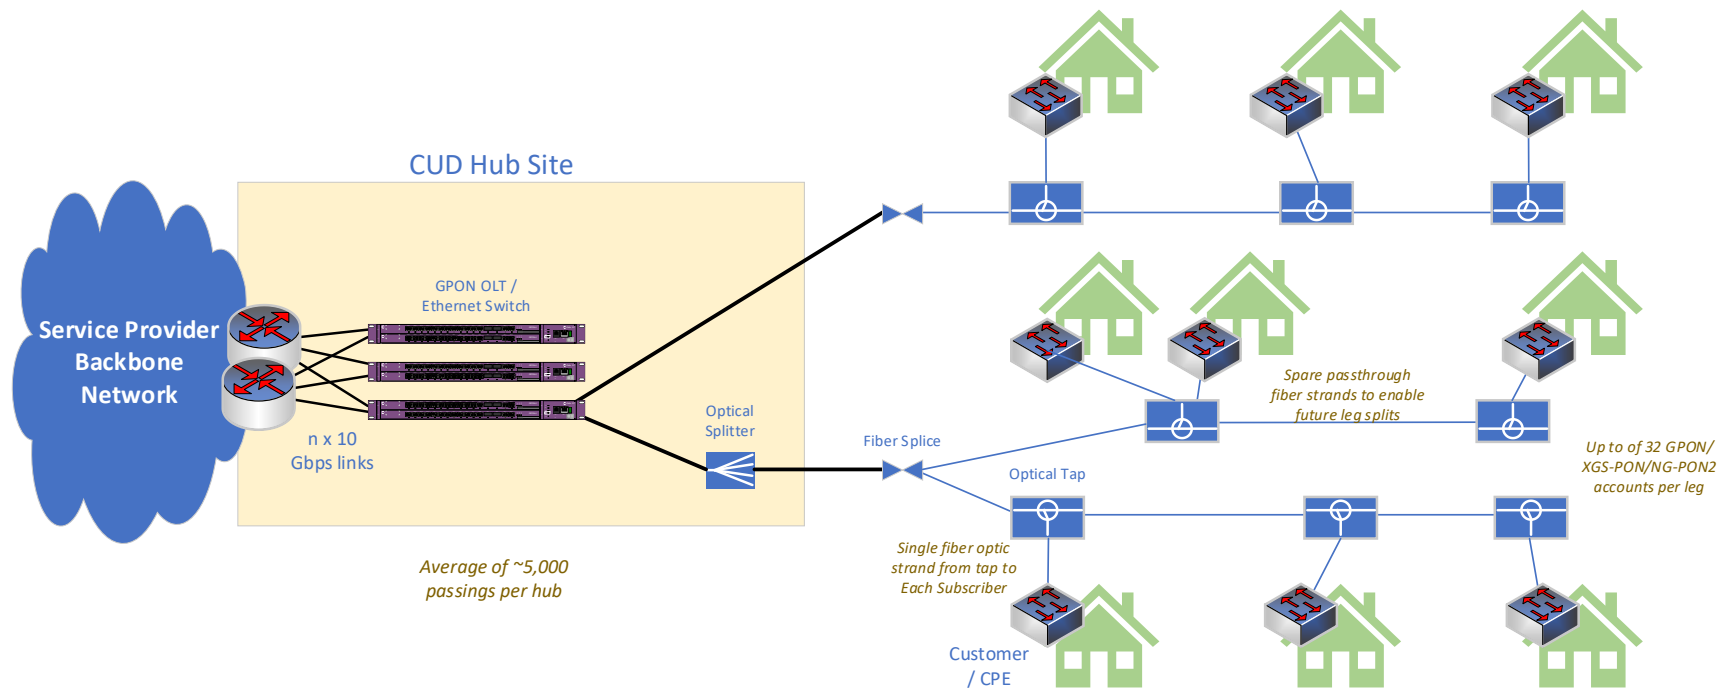 CUD Hub Site
GPON OLT /
Ethernet Switch
Service Provider
Backbone
Network
n x 10
Gbps links
Optical
Splitter
Fiber Splice
Spare passthrough
fiber strands to enable
future leg splits
Up to of 32 GPON/
XGS-PON/NG-PON2
accounts per leg
Optical Tap
Single fiber optic
strand from tap to
Each Subscriber
Average of ~5,000
passings per hub
Customer
/ CPE